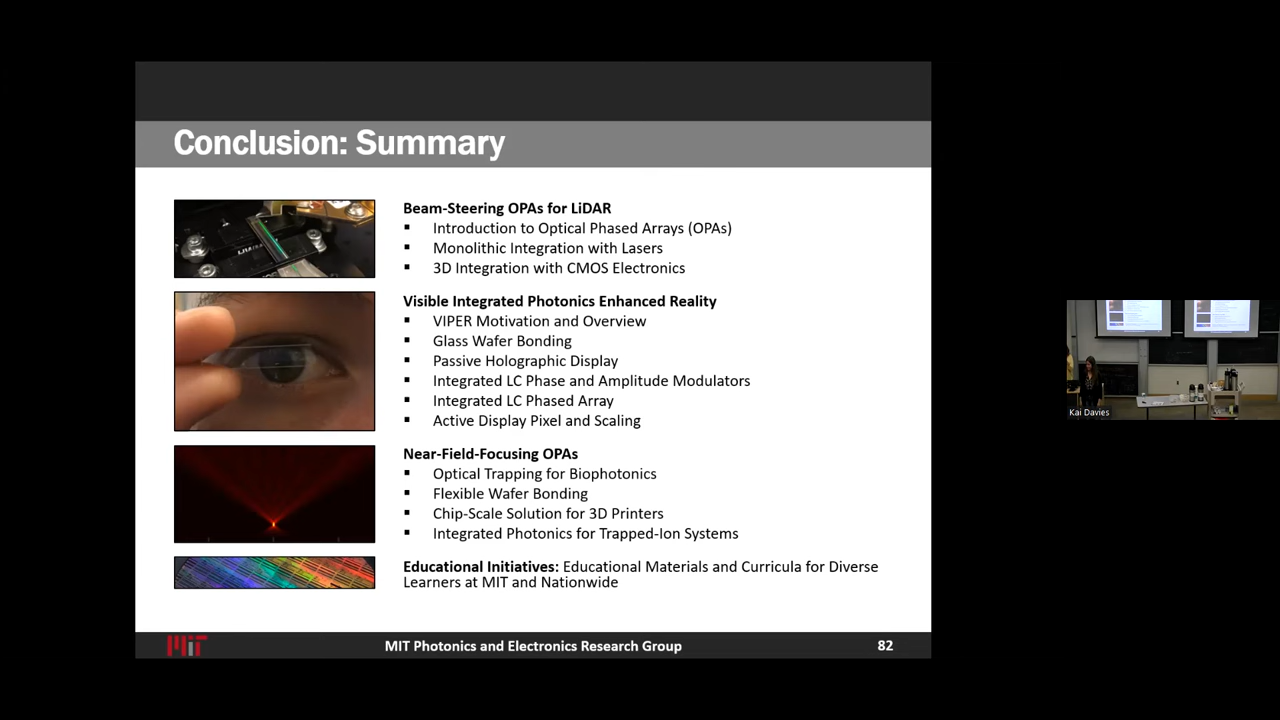 Conclusion: Summary
Beam-Steering OPAs for LiDAR
▪ Introduction to Optical Phased Arrays (OPAs)
▪ Monolithic Integration with Lasers
▪ 3D Integration with CMOS Electronics
Visible Integrated Photonics Enhanced Reality
▪ VIPER Motivation and Overview
▪ Glass Wafer Bonding
▪ Passive Holographic Display
▪ Integrated LC Phase and Amplitude Modulators
▪ Integrated LC Phased Array
▪ Active Display Pixel and Scaling
Near-Field-Focusing OPAs
▪ Optical Trapping for Biophotonics
▪ Flexible Wafer Bonding
▪ Chip-Scale Solution for 3D Printers
▪ Integrated Photonics for Trapped-Ion Systems
Educational Initiatives: Educational Materials and Curricula for Diverse
Learners at MIT and Nationwide
MIT
MIT Photonics and Electronics Research Group
82
Kai Davies